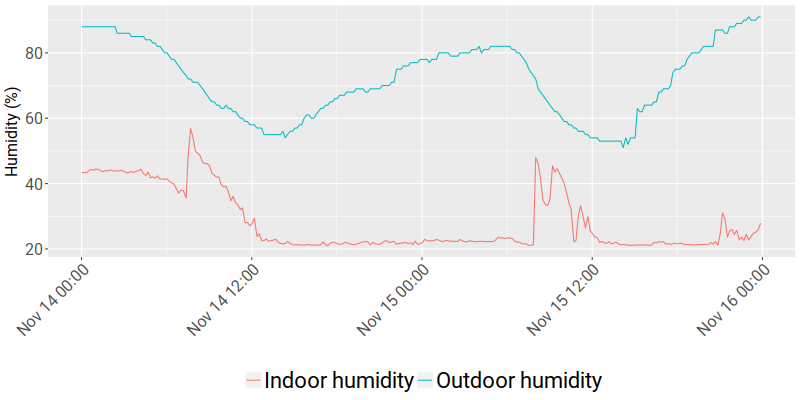 Humidity (%)
80
60
40
20
Nov 14 00:00
Nov 14 12:00
Nov 15 00:00
Nov 15 12:00
Nov 16 00:00
Indoor humidity Outdoor humidity